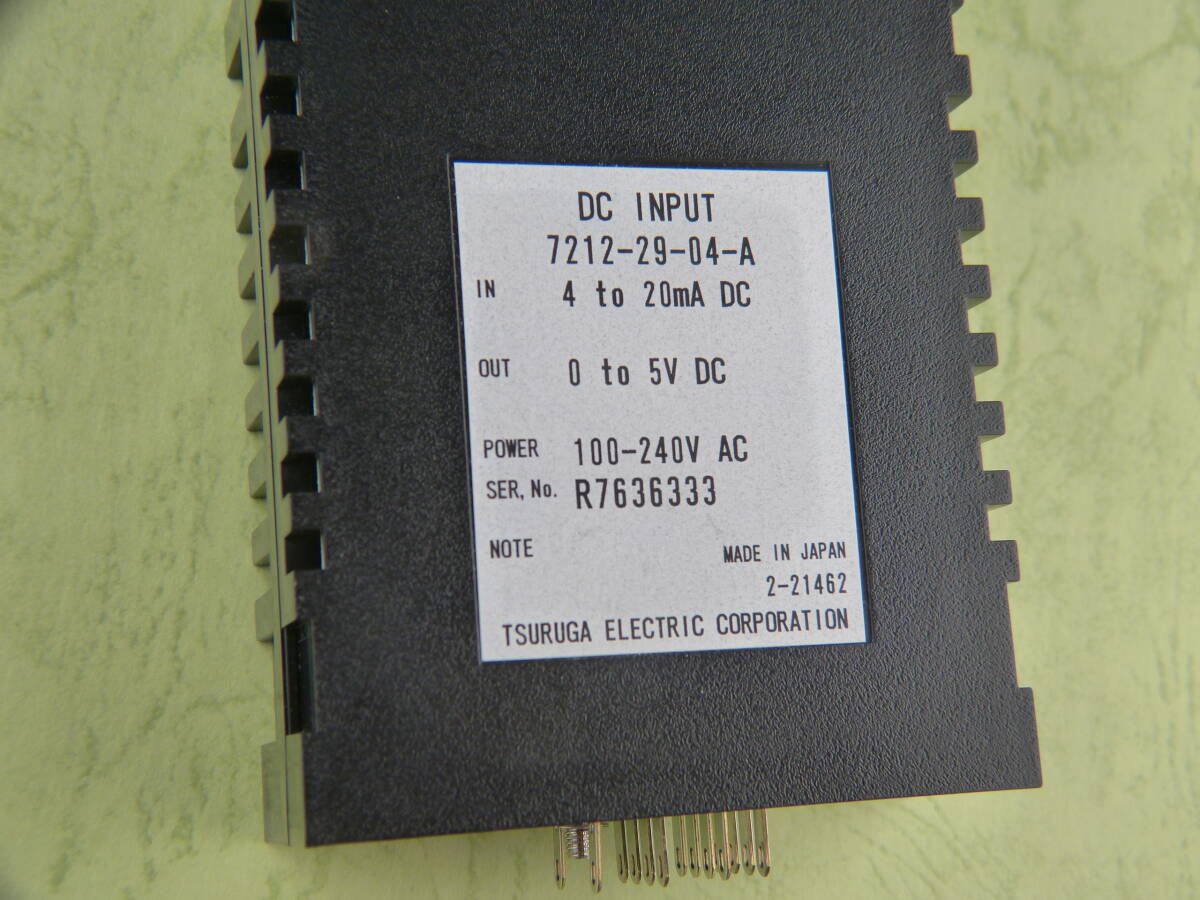 DC INPUT
7212-29-04-A
IN 4 to 20mA DC
OUT 0 to 5V DC
POWER 100-240V AC
SER, No. R7636333
NOTE MADE IN JAPAN
2-21462
TSURUGA ELECTRIC CORPORATION